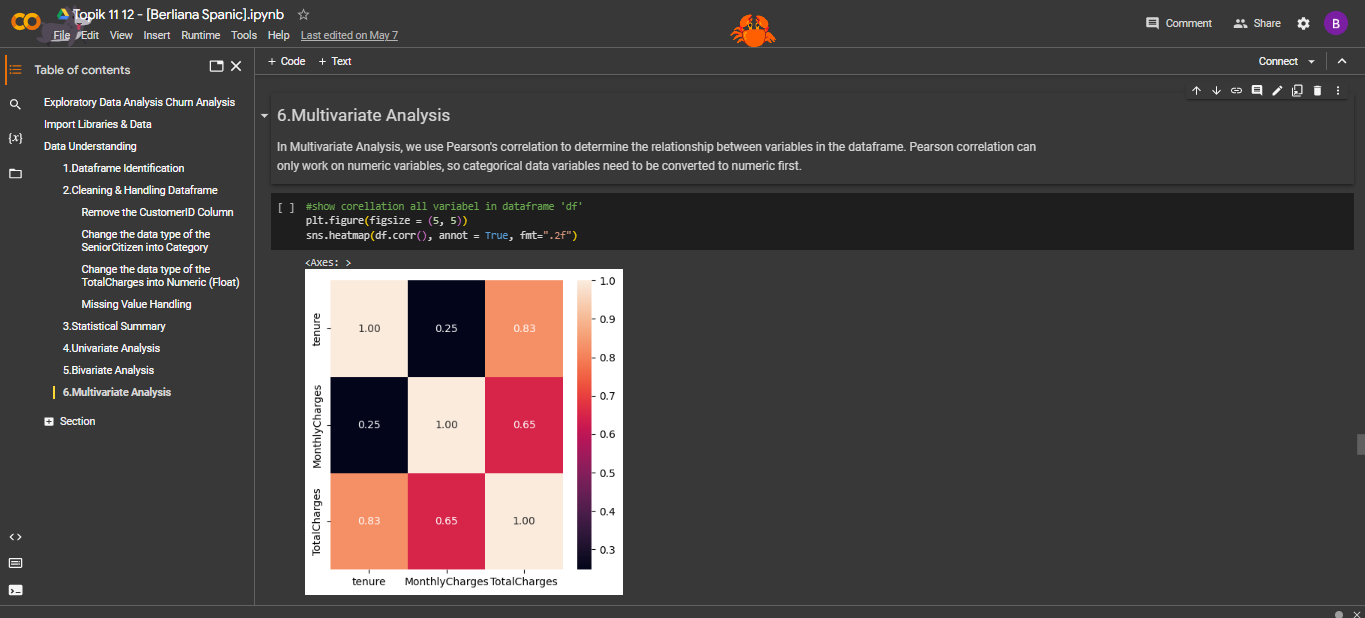 Topik 11 12 - [Berliana Spanic].ipynb
File Edit View Insert Runtime Tools Help Last edited on May 7
Comment Share B
Table of contents
Exploratory Data Analysis Churn Analysis
Import Libraries & Data
Data Understanding
1.Dataframe Identification
2.Cleaning & Handling Dataframe
Remove the CustomerID Column
Change the data type of the
SeniorCitizen into Category
Change the data type of the
TotalCharges into Numeric (Float)
Missing Value Handling
3.Statistical Summary
4.Univariate Analysis
5.Bivariate Analysis
6.Multivariate Analysis
Section
{x}
+ Code + Text
Connect
6.Multivariate Analysis
In Multivariate Analysis, we use Pearson's correlation to determine the relationship between variables in the dataframe. Pearson correlation can
only work on numeric variables, so categorical data variables need to be converted to numeric first.
[ ] #show corellation all variabel in dataframe 'df'
plt.figure(figsize = (5, 5))
sns.heatmap(df.corr(), annot = True, fmt=".2f")
<Axes: >
tenure 1.00 0.25 0.83
MonthlyCharges 0.25 1.00 0.65
TotalCharges 0.83 0.65 1.00
tenure MonthlyCharges TotalCharges
1.0
0.9
0.8
0.7
0.6
0.5
0.4
0.3